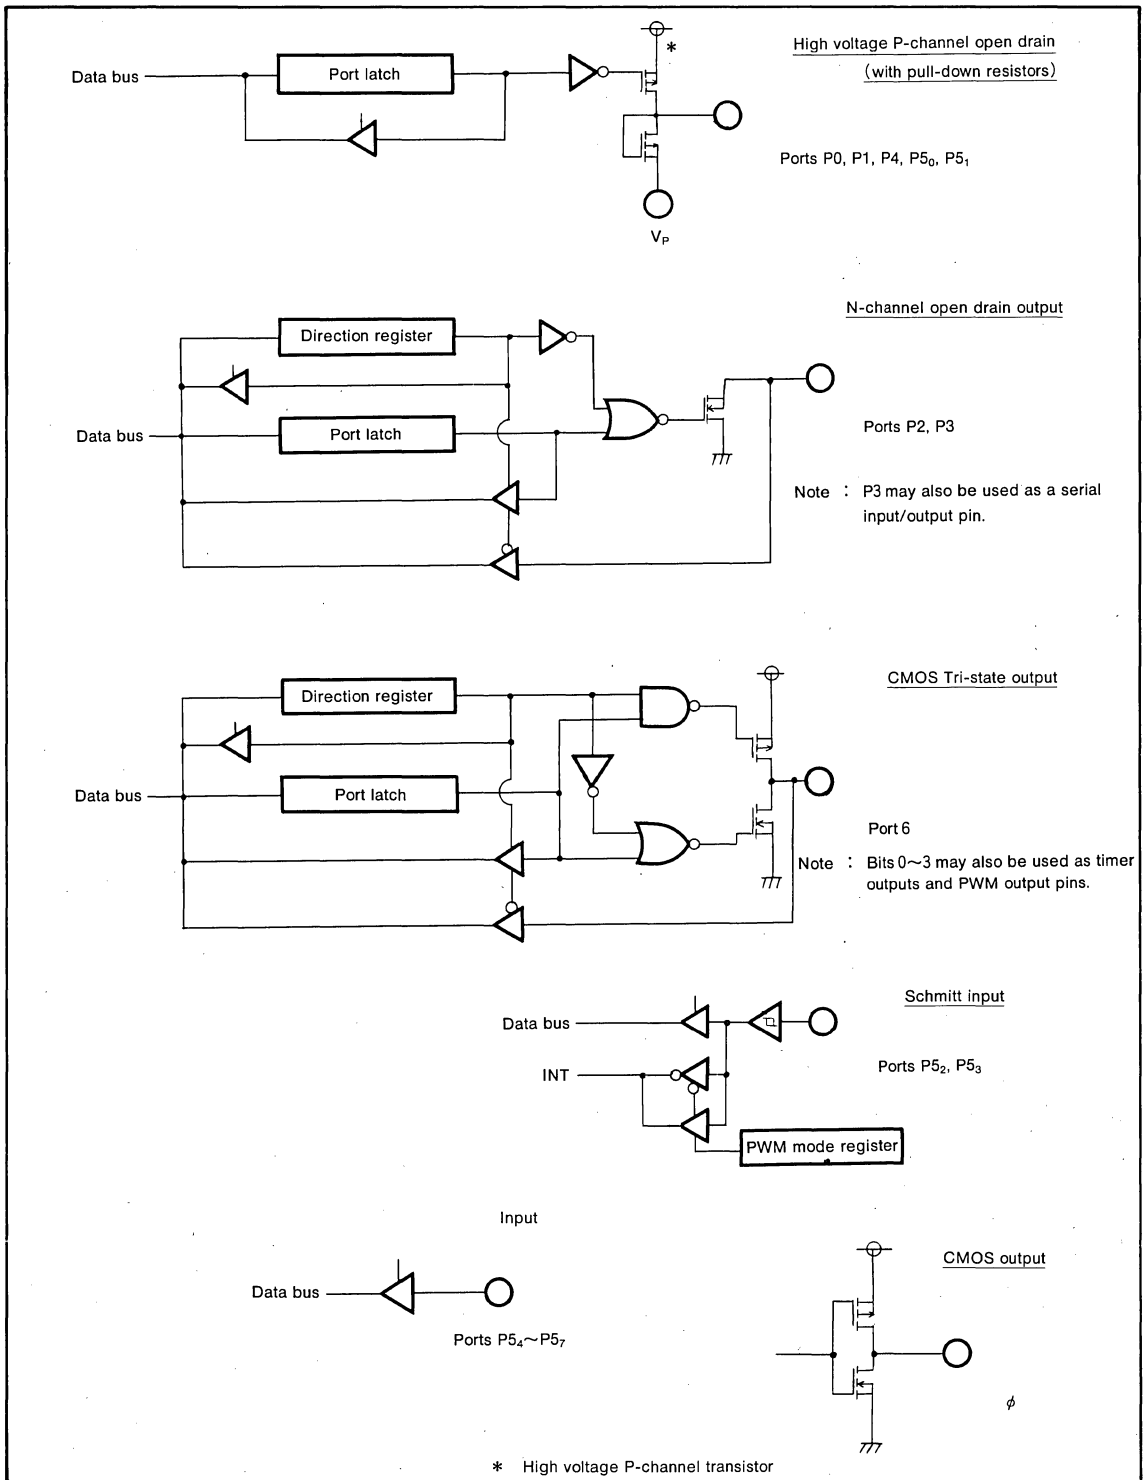 High voltage P-channel open drain
(with pull-down resistors)
*
Data bus
Port latch
Ports P0, P1, P4, P5₀, P5₁
V_P
N-channel open drain output
Direction register
Data bus
Port latch
Ports P2, P3
Note : P3 may also be used as a serial
input/output pin.
CMOS Tri-state output
Direction register
Data bus
Port latch
Port 6
Note : Bits 0~3 may also be used as timer
outputs and PWM output pins.
Schmitt input
Data bus
INT
Ports P5₂, P5₃
PWM mode register
Input
Data bus
Ports P5₄~P5₇
CMOS output
ϕ
* High voltage P-channel transistor